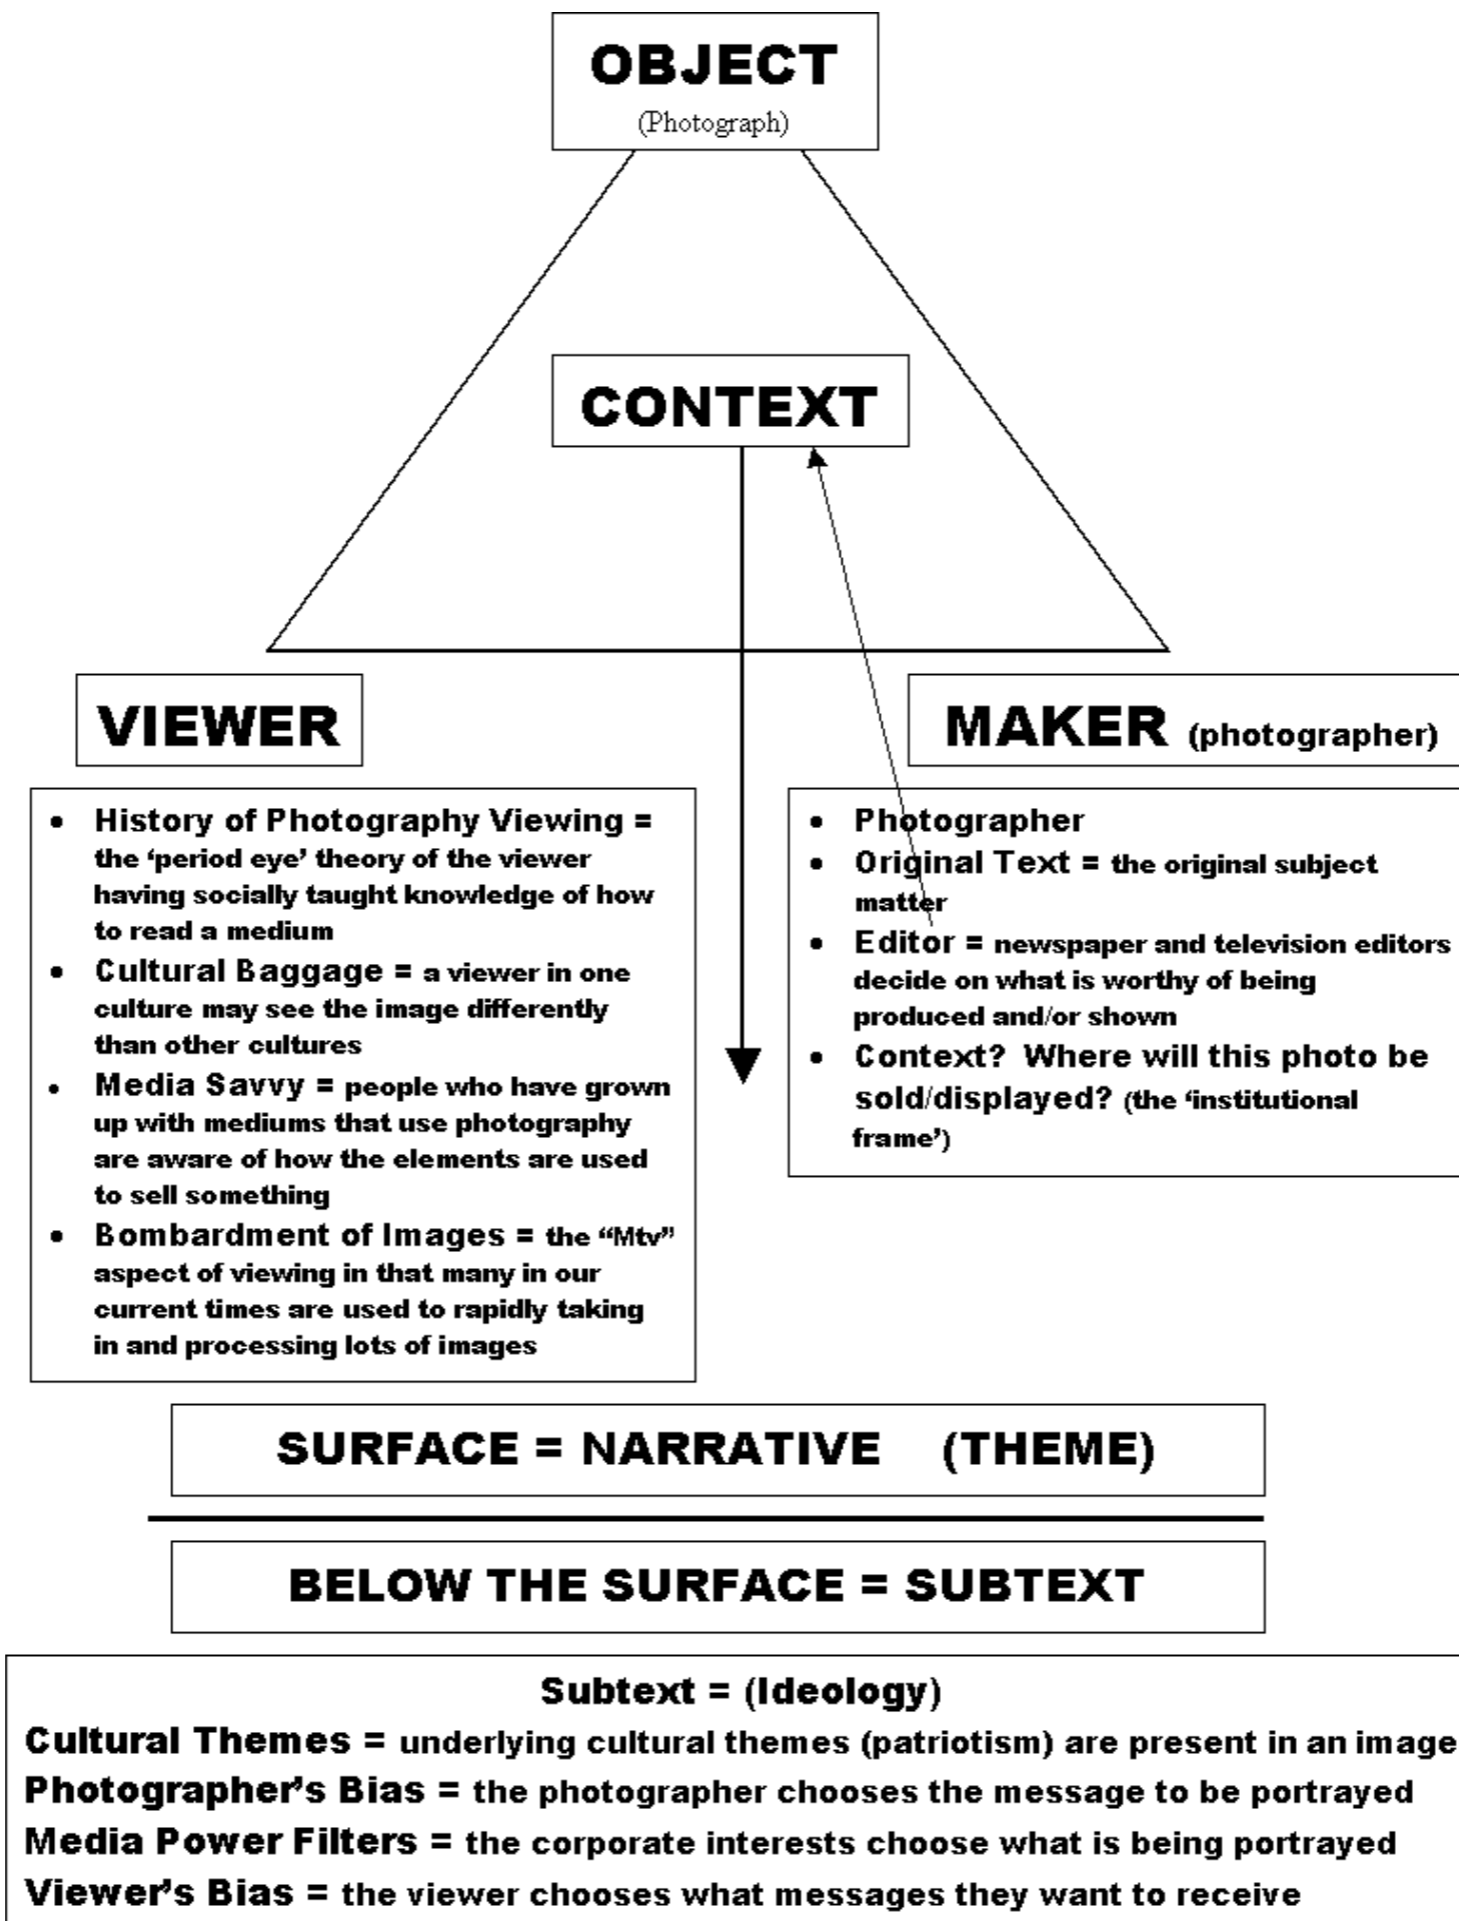 OBJECT
(Photograph)
CONTEXT
VIEWER
• History of Photography Viewing =
the ‘period eye’ theory of the viewer
having socially taught knowledge of how
to read a medium
• Cultural Baggage = a viewer in one
culture may see the image differently
than other cultures
• Media Savvy = people who have grown
up with mediums that use photography
are aware of how the elements are used
to sell something
• Bombardment of Images = the “Mtv”
aspect of viewing in that many in our
current times are used to rapidly taking
in and processing lots of images
MAKER (photographer)
• Photographer
• Original Text = the original subject
matter
• Editor = newspaper and television editors
decide on what is worthy of being
produced and/or shown
• Context? Where will this photo be
sold/displayed? (the ‘institutional
frame’)
SURFACE = NARRATIVE (THEME)
BELOW THE SURFACE = SUBTEXT
Subtext = (Ideology)
Cultural Themes = underlying cultural themes (patriotism) are present in an image
Photographer’s Bias = the photographer chooses the message to be portrayed
Media Power Filters = the corporate interests choose what is being portrayed
Viewer’s Bias = the viewer chooses what messages they want to receive